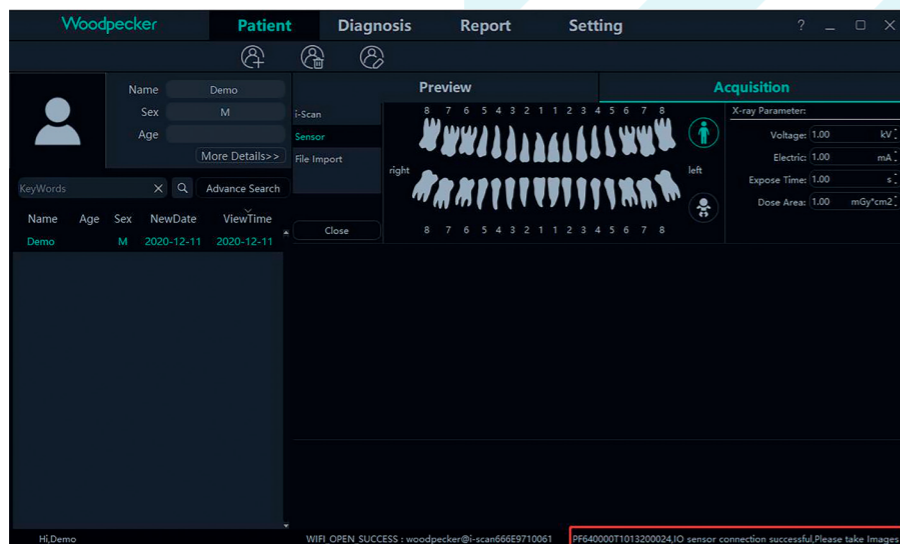 Woodpecker Patient Diagnosis Report Setting ?
Preview Acquisition
Name Demo
Sex M
Age
More Details>>
KeyWords Advance Search
Name Age Sex NewDate ViewTime
Demo M 2020-12-11 2020-12-11
i-Scan
Sensor
File Import
Close
8 7 6 5 4 3 2 1 1 2 3 4 5 6 7 8
right left
8 7 6 5 4 3 2 1 1 2 3 4 5 6 7 8
X-ray Parameter:
Voltage: 1.00 kV
Electric: 1.00 mA
Expose Time: 1.00 s
Dose Area: 1.00 mGy*cm2
Hi,Demo WIFI OPEN SUCCESS : woodpecker@i-scan666E9710061 PF640000T1013200024,IO sensor connection successful,Please take Images